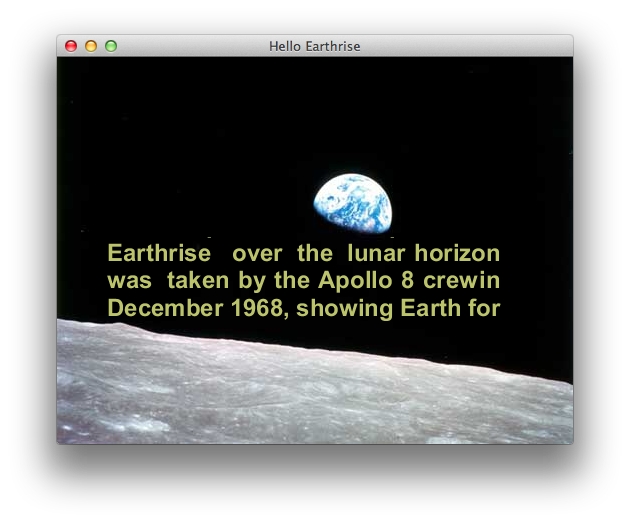 Hello Earthrise
Earthrise over the lunar horizon
was taken by the Apollo 8 crewin
December 1968, showing Earth for